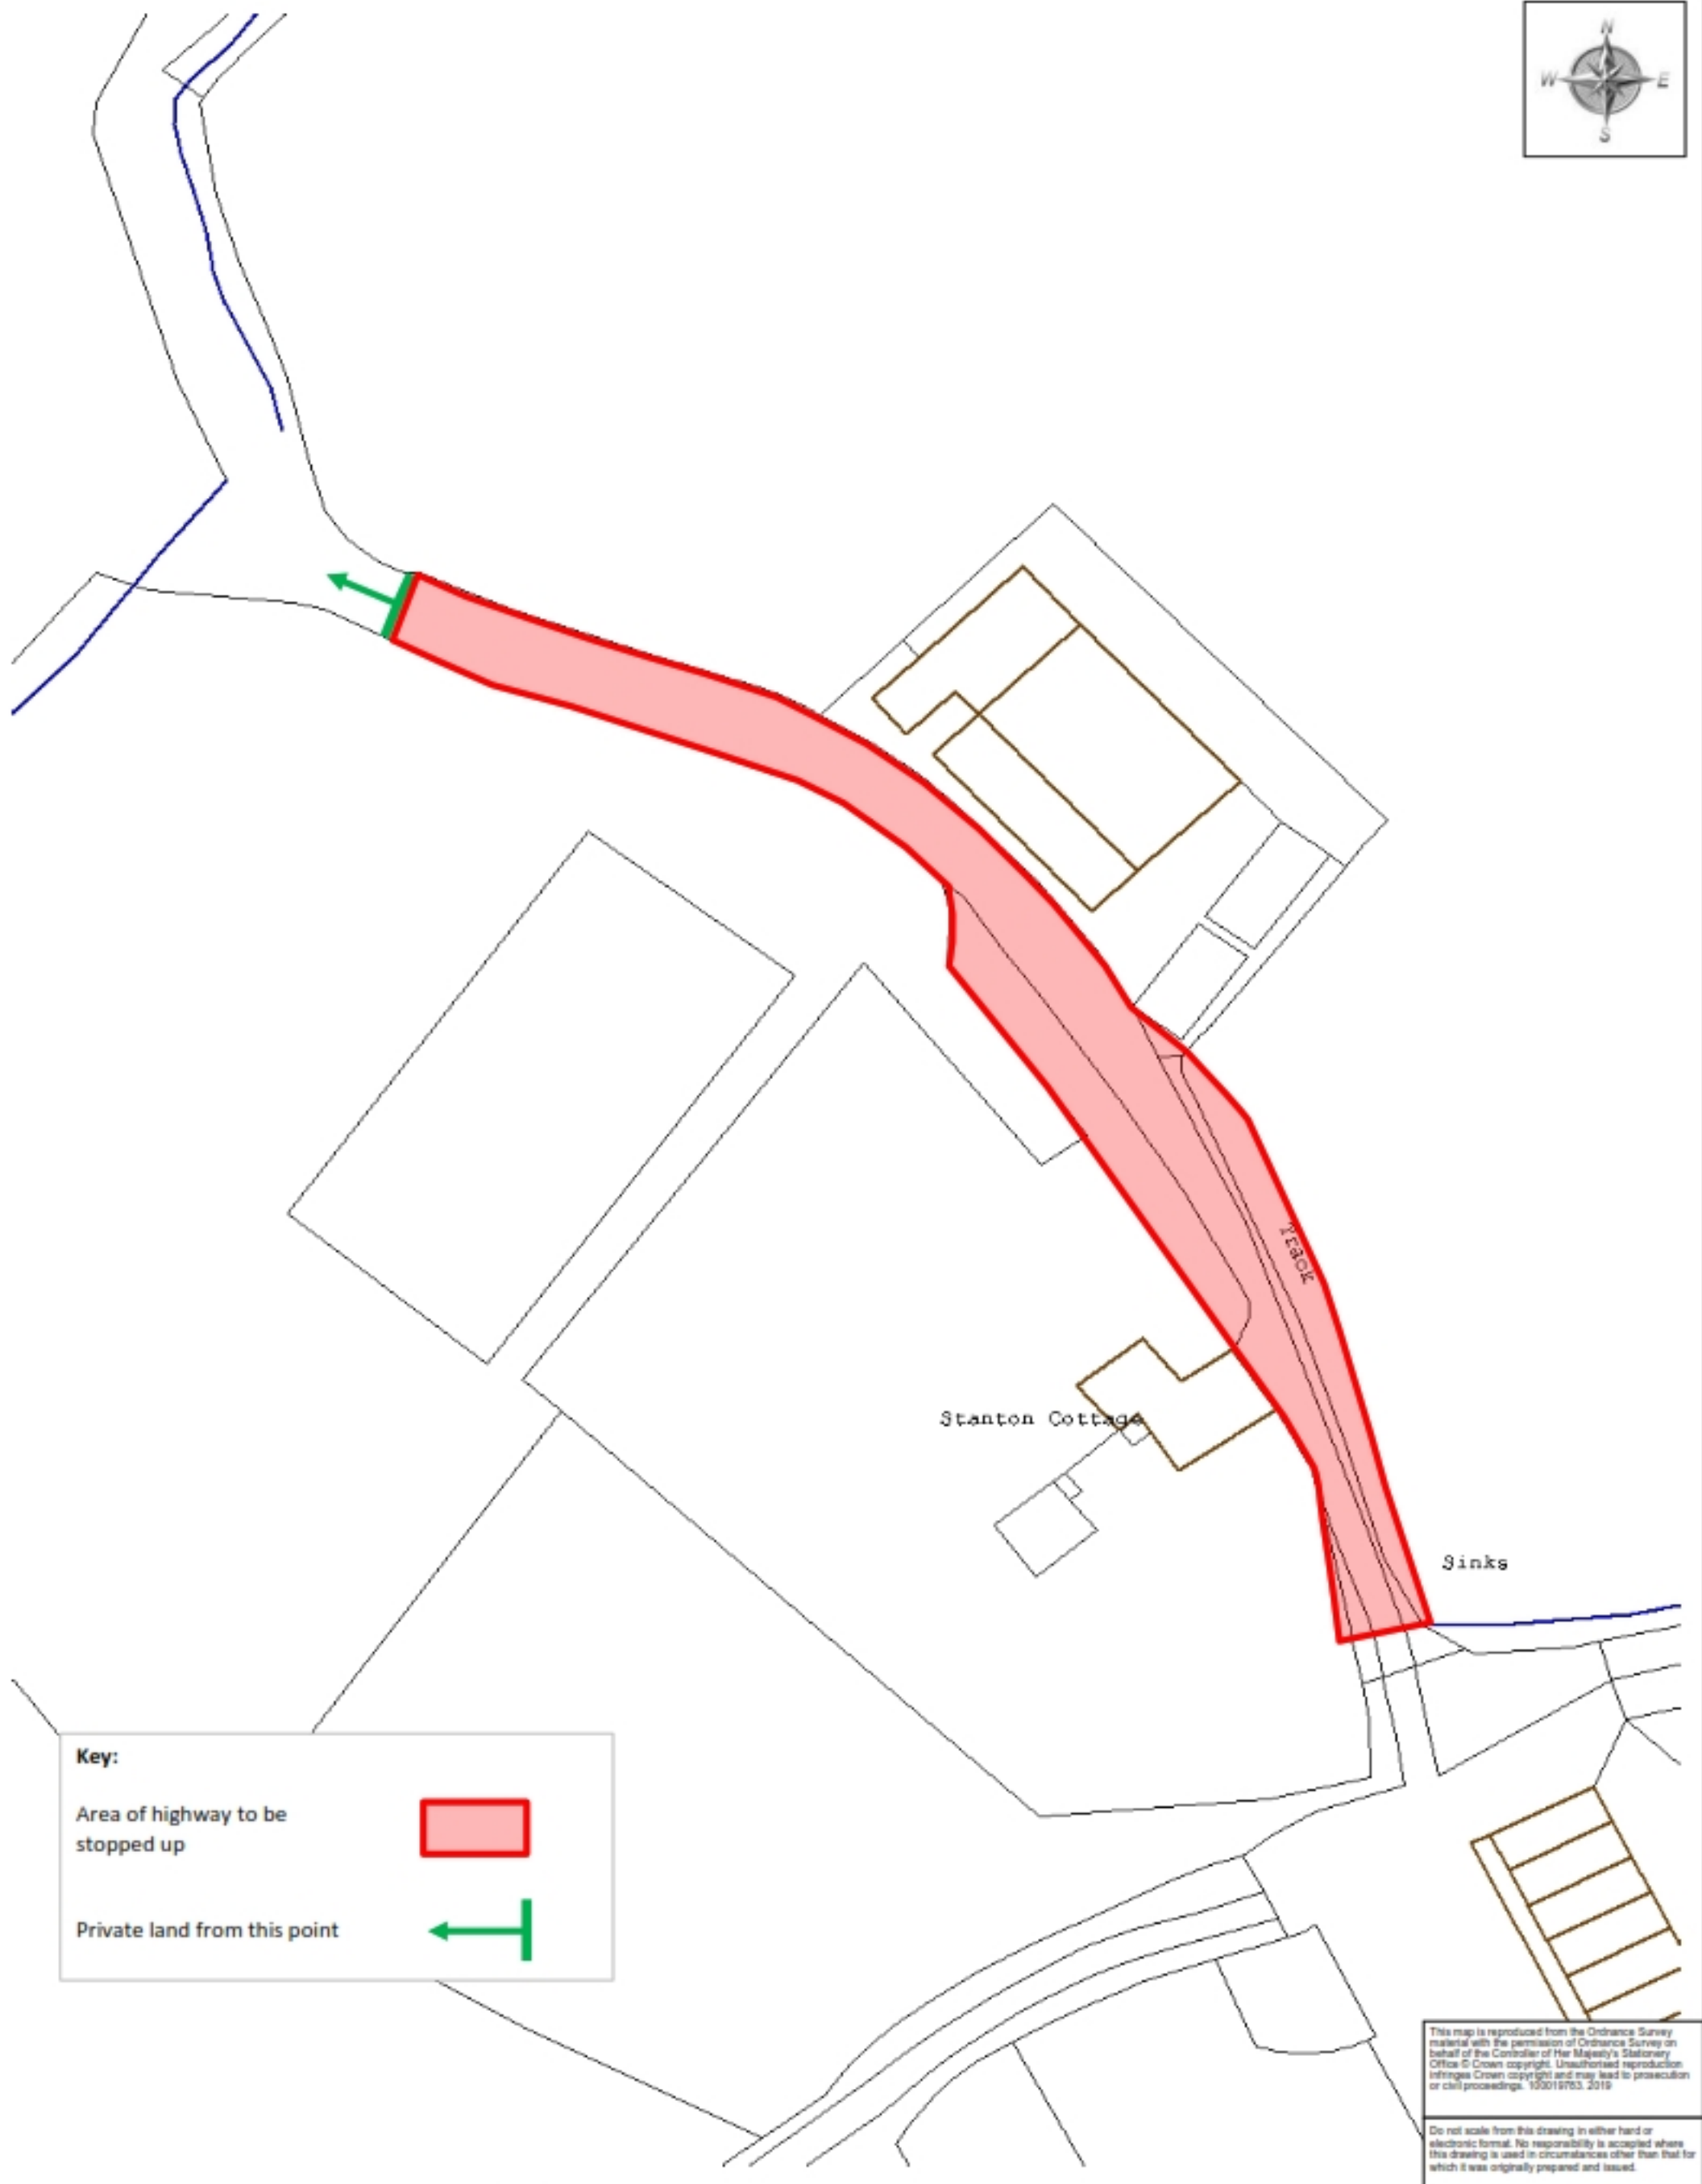 N
W E
S
Track
Stanton Cottage
Sinks
Key:
Area of highway to be
stopped up
Private land from this point
This map is reproduced from the Ordnance Survey
material with the permission of Ordnance Survey on
behalf of the Controller of Her Majesty's Stationery
Office © Crown copyright. Unauthorised reproduction
infringes Crown copyright and may lead to prosecution
or civil proceedings. 100019783. 2019
Do not scale from this drawing in either hard or
electronic format. No responsibility is accepted where
this drawing is used in circumstances other than that for
which it was originally prepared and issued.